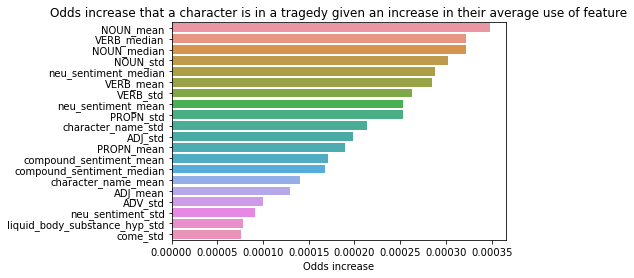 Odds increase that a character is in a tragedy given an increase in their average use of feature
NOUN_mean
VERB_median
NOUN_median
NOUN_std
neu_sentiment_median
VERB_mean
VERB_std
neu_sentiment_mean
PROPN_std
character_name_std
ADJ_std
PROPN_mean
compound_sentiment_mean
compound_sentiment_median
character_name_mean
ADJ_mean
ADV_std
neu_sentiment_std
liquid_body_substance_hyp_std
come_std
0.00000 0.00005 0.00010 0.00015 0.00020 0.00025 0.00030 0.00035
Odds increase